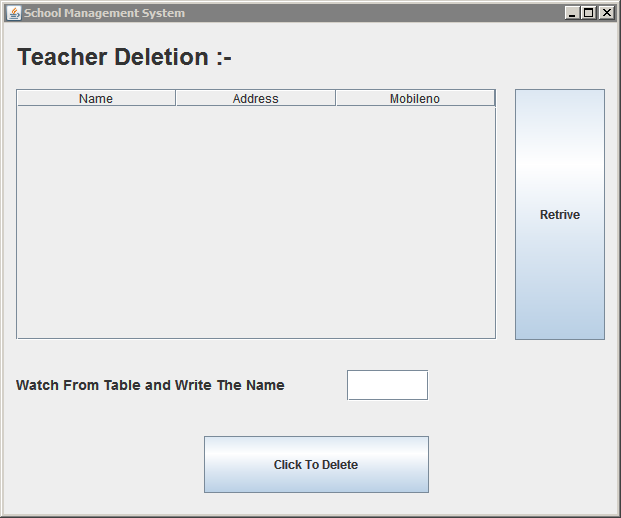 School Management System
Teacher Deletion :-
Name Address Mobileno
Retrive
Watch From Table and Write The Name
Click To Delete